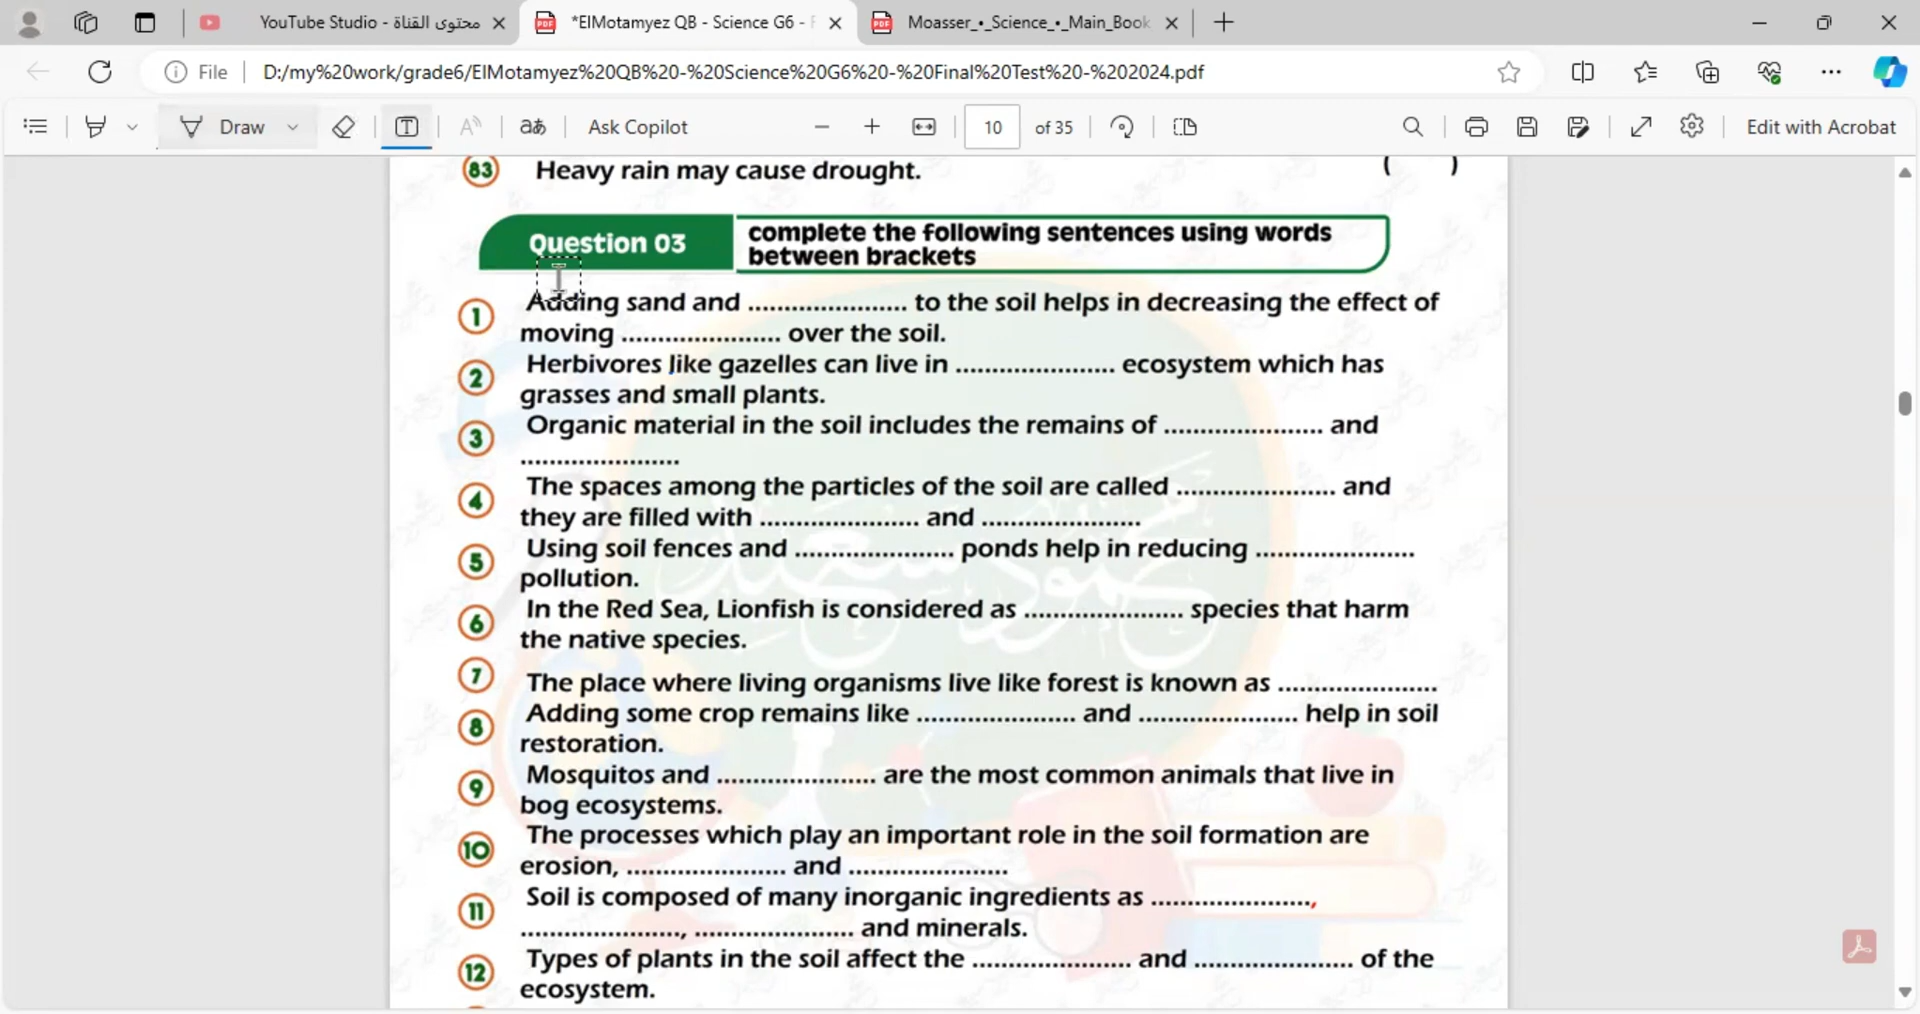 YouTube Studio - محتوى القناة
*ElMotamyez QB - Science G6 - F
Moasser_•_Science_•_Main_Book
File
D:/my%20work/grade6/ElMotamyez%20QB%20-%20Science%20G6%20-%20Final%20Test%20-%202024.pdf
Draw
aあ
Ask Copilot
10 of 35
Edit with Acrobat
83 Heavy rain may cause drought. ( )
Question 03
complete the following sentences using words
between brackets
1 Adding sand and ...................... to the soil helps in decreasing the effect of
moving ...................... over the soil.
2 Herbivores like gazelles can live in ...................... ecosystem which has
grasses and small plants.
3 Organic material in the soil includes the remains of ...................... and
......................
4 The spaces among the particles of the soil are called ...................... and
they are filled with ...................... and ......................
5 Using soil fences and ...................... ponds help in reducing ......................
pollution.
6 In the Red Sea, Lionfish is considered as ...................... species that harm
the native species.
7 The place where living organisms live like forest is known as ......................
8 Adding some crop remains like ...................... and ...................... help in soil
restoration.
9 Mosquitos and ...................... are the most common animals that live in
bog ecosystems.
10 The processes which play an important role in the soil formation are
erosion, ...................... and ......................
11 Soil is composed of many inorganic ingredients as ......................,
......................, ...................... and minerals.
12 Types of plants in the soil affect the ...................... and ...................... of the
ecosystem.
محمود سعيد